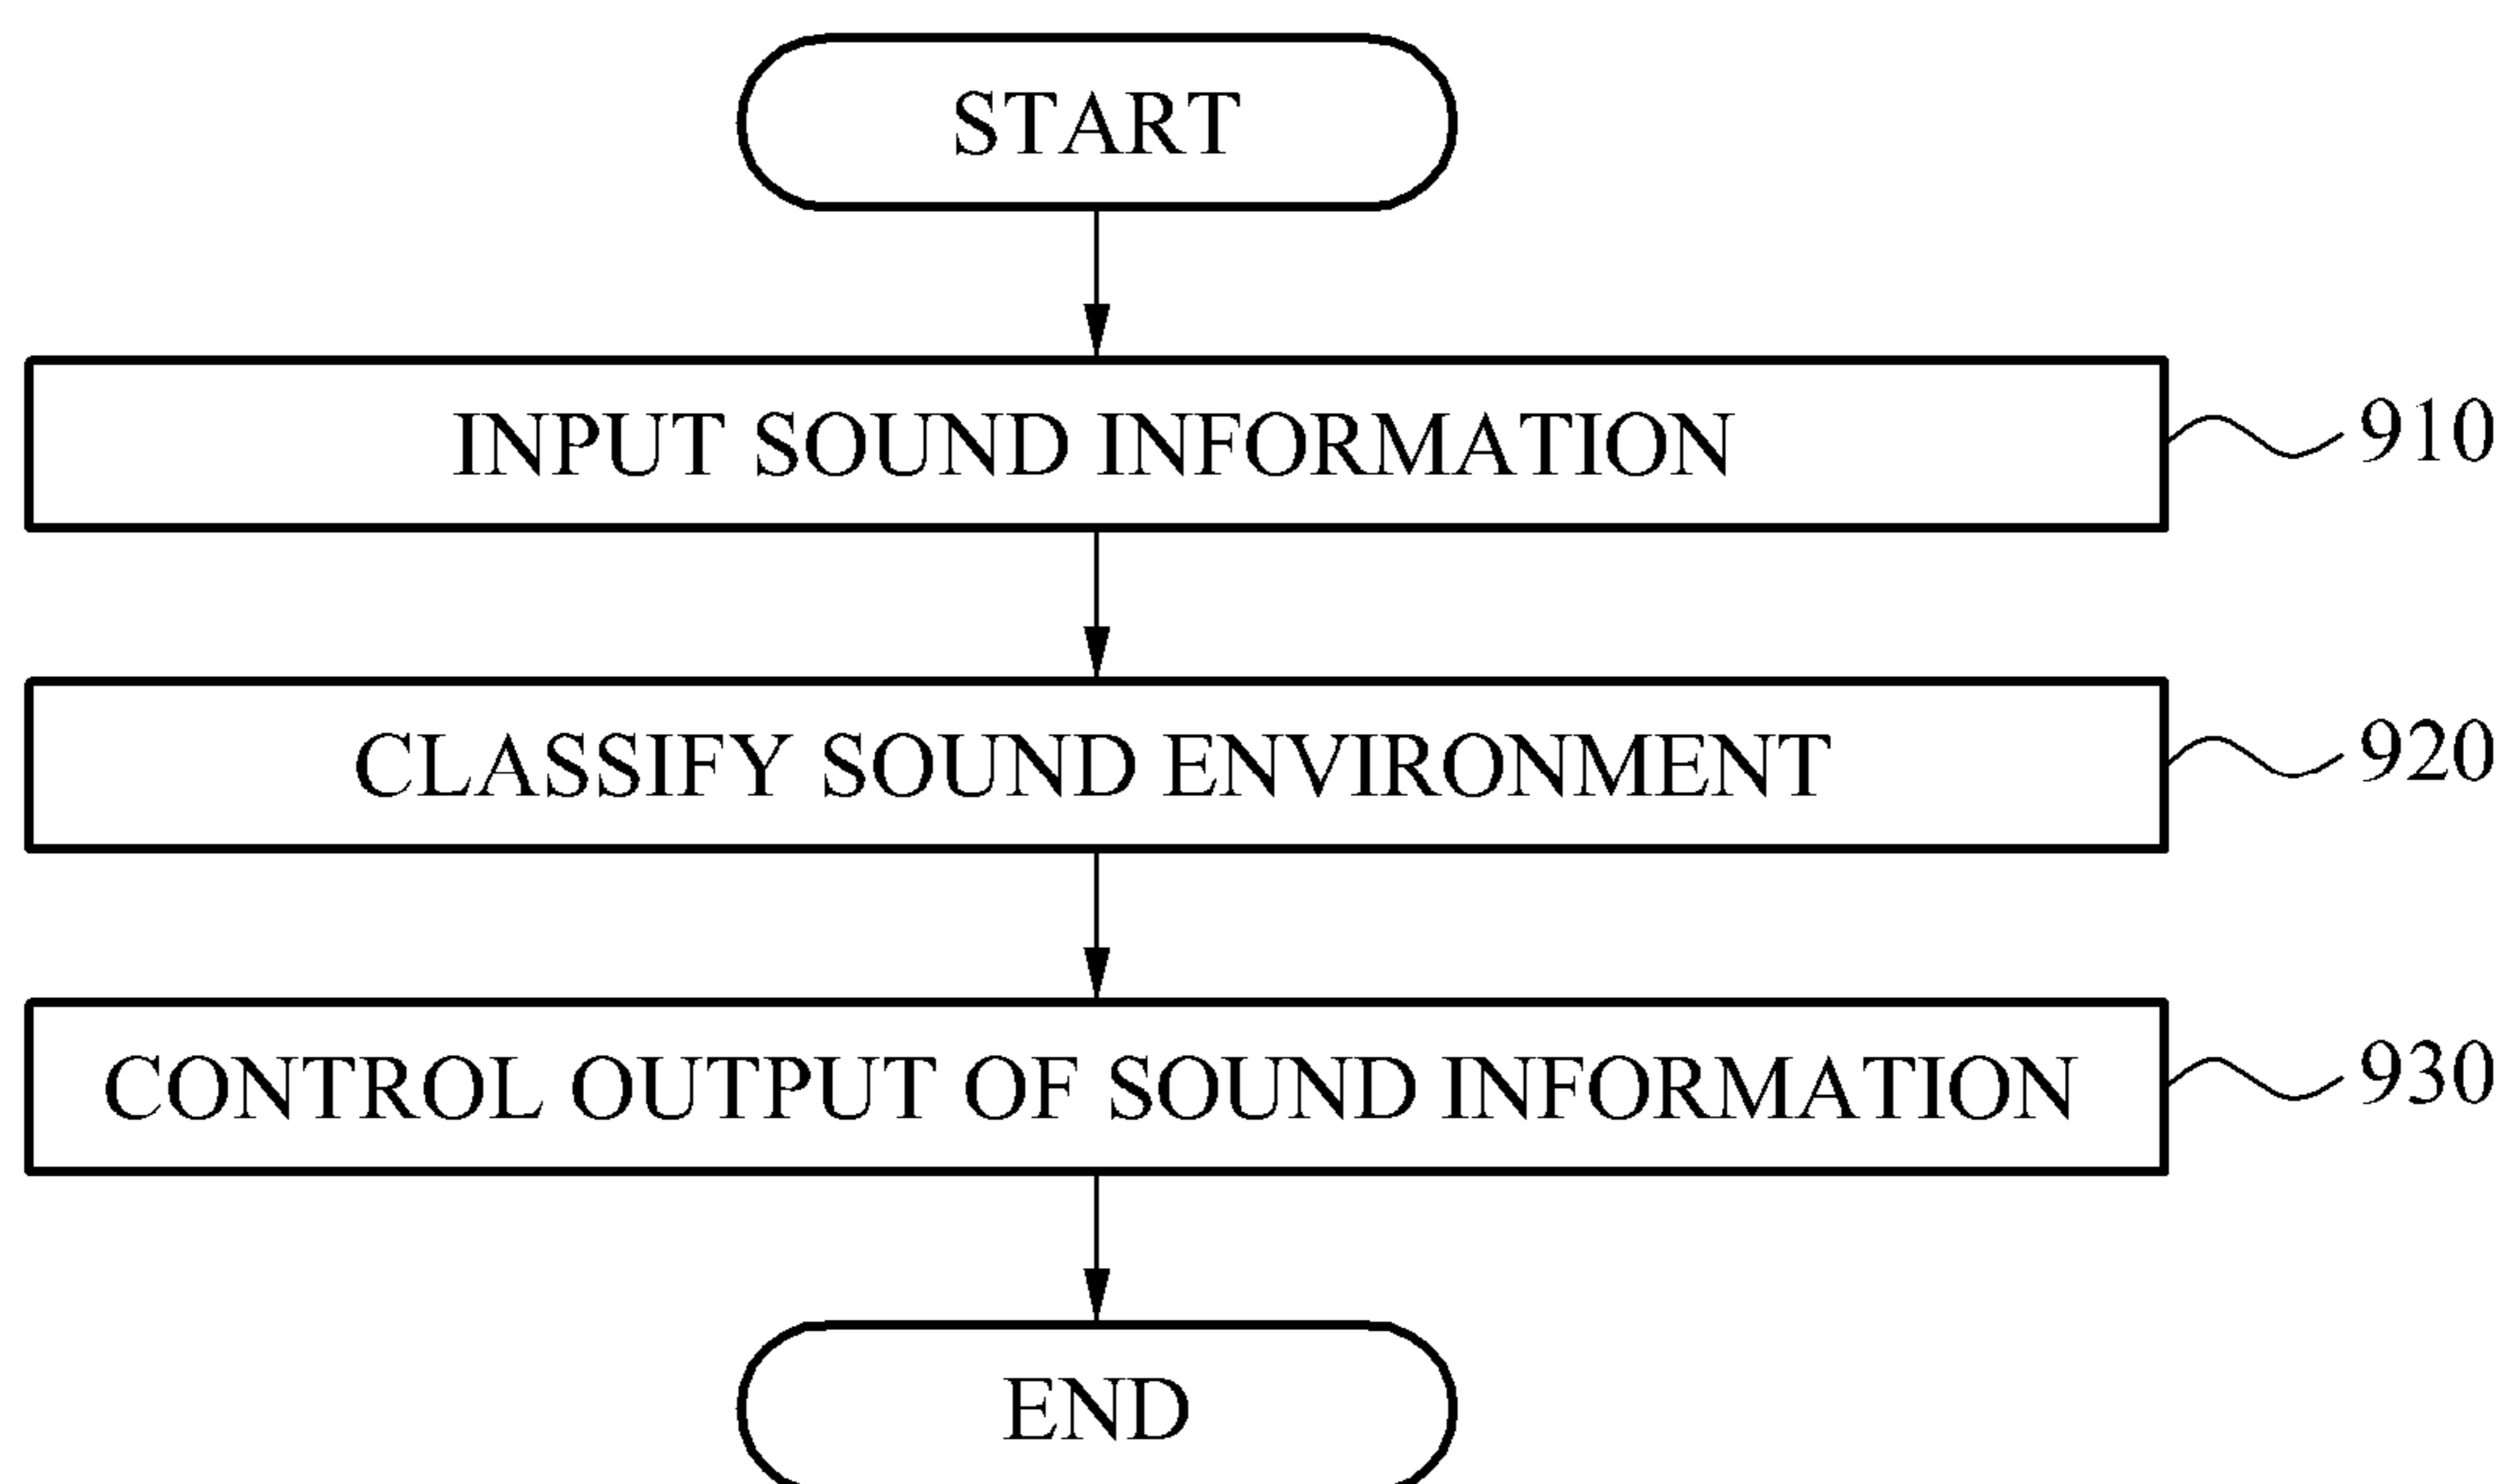 START
INPUT SOUND INFORMATION
910
CLASSIFY SOUND ENVIRONMENT
920
CONTROL OUTPUT OF SOUND INFORMATION
930
END